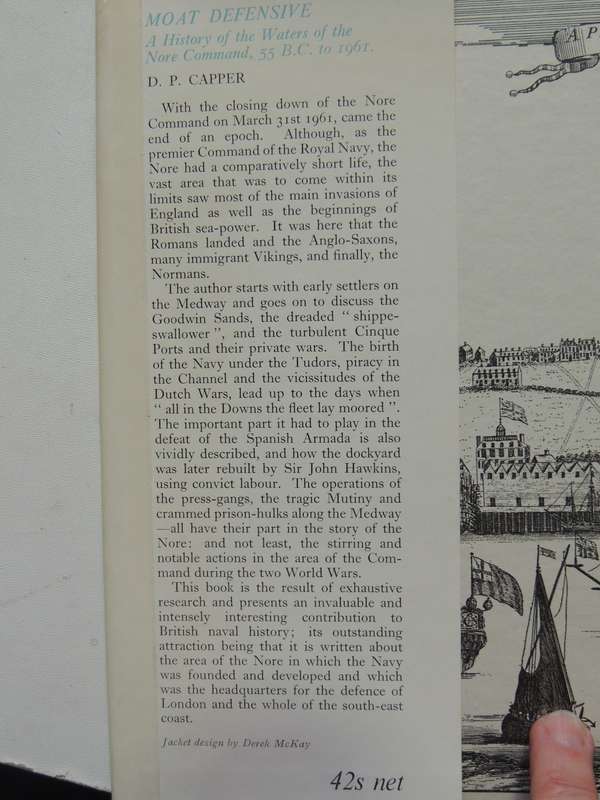 MOAT DEFENSIVE
A History of the Waters of the
Nore Command, 55 B.C. to 1961.
D. P. CAPPER
With the closing down of the Nore
Command on March 31st 1961, came the
end of an epoch. Although, as the
premier Command of the Royal Navy, the
Nore had a comparatively short life, the
vast area that was to come within its
limits saw most of the main invasions of
England as well as the beginnings of
British sea-power. It was here that the
Romans landed and the Anglo-Saxons,
many immigrant Vikings, and finally, the
Normans.
The author starts with early settlers on
the Medway and goes on to discuss the
Goodwin Sands, the dreaded “ shippe-
swallower ”, and the turbulent Cinque
Ports and their private wars. The birth
of the Navy under the Tudors, piracy in
the Channel and the vicissitudes of the
Dutch Wars, lead up to the days when
“ all in the Downs the fleet lay moored ”.
The important part it had to play in the
defeat of the Spanish Armada is also
vividly described, and how the dockyard
was later rebuilt by Sir John Hawkins,
using convict labour. The operations of
the press-gangs, the tragic Mutiny and
crammed prison-hulks along the Medway
—all have their part in the story of the
Nore: and not least, the stirring and
notable actions in the area of the Com-
mand during the two World Wars.
This book is the result of exhaustive
research and presents an invaluable and
intensely interesting contribution to
British naval history; its outstanding
attraction being that it is written about
the area of the Nore in which the Navy
was founded and developed and which
was the headquarters for the defence of
London and the whole of the south-east
coast.
Jacket design by Derek McKay
42s net
A P